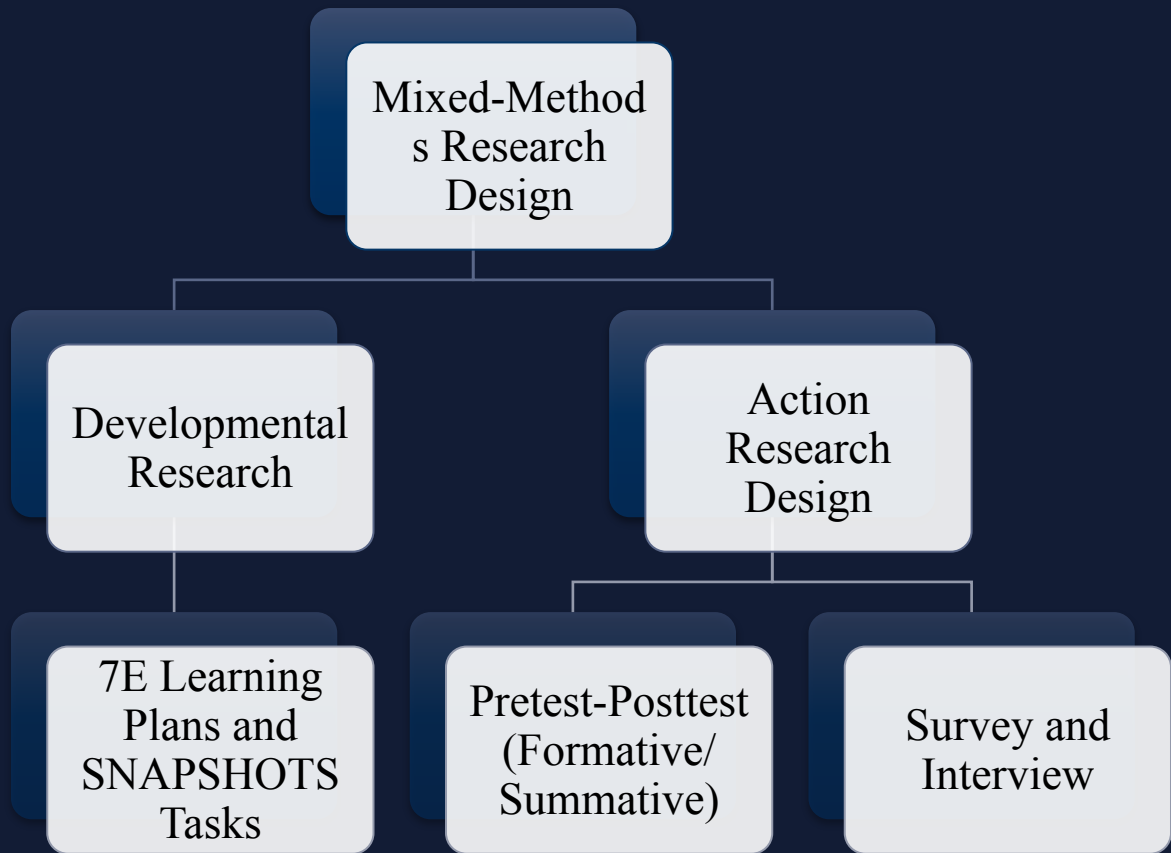 Mixed-Method
s Research
Design
Developmental
Research
Action
Research
Design
7E Learning
Plans and
SNAPSHOTS
Tasks
Pretest-Posttest
(Formative/
Summative)
Survey and
Interview